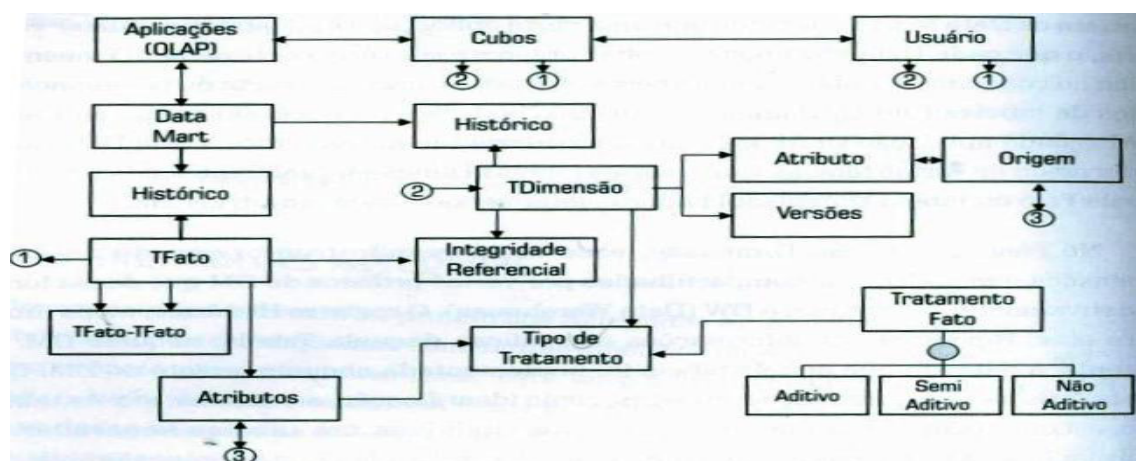 Aplicações
(OLAP)
Cubos
Usuário
2
1
2
1
Data
Mart
Histórico
Atributo
Origem
Histórico
2
TDimensão
3
Versões
1
TFato
Integridade
Referencial
Tratamento
Fato
TFato-TFato
Tipo de
Tratamento
Atributos
Aditivo
Semi
Aditivo
Não
Aditivo
3